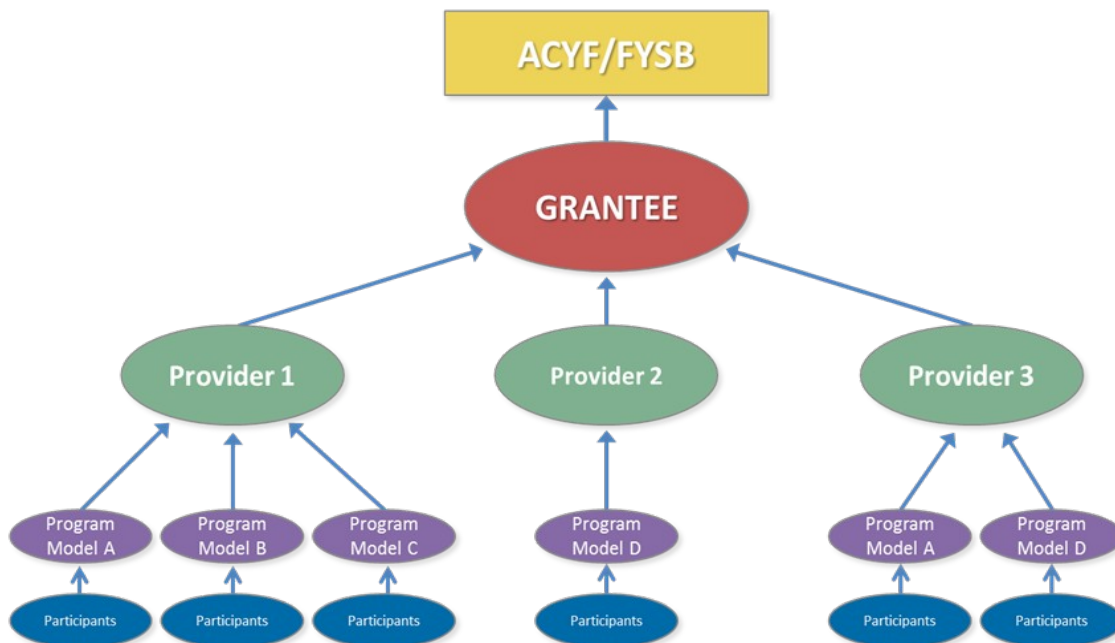 ACYF/FYSB
GRANTEE
Provider 1
Provider 2
Provider 3
Program
Model A
Program
Model B
Program
Model C
Program
Model D
Program
Model A
Program
Model D
Participants
Participants
Participants
Participants
Participants
Participants